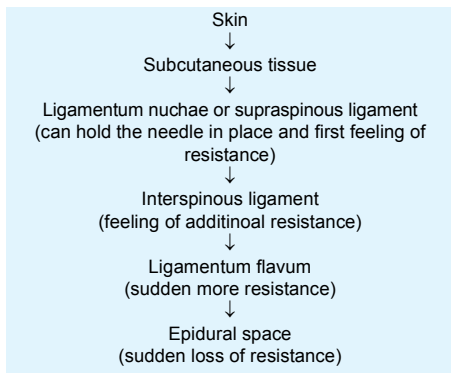 Skin
↓
Subcutaneous tissue
↓
Ligamentum nuchae or supraspinous ligament
(can hold the needle in place and first feeling of
resistance)
↓
Interspinous ligament
(feeling of additinoal resistance)
↓
Ligamentum flavum
(sudden more resistance)
↓
Epidural space
(sudden loss of resistance)